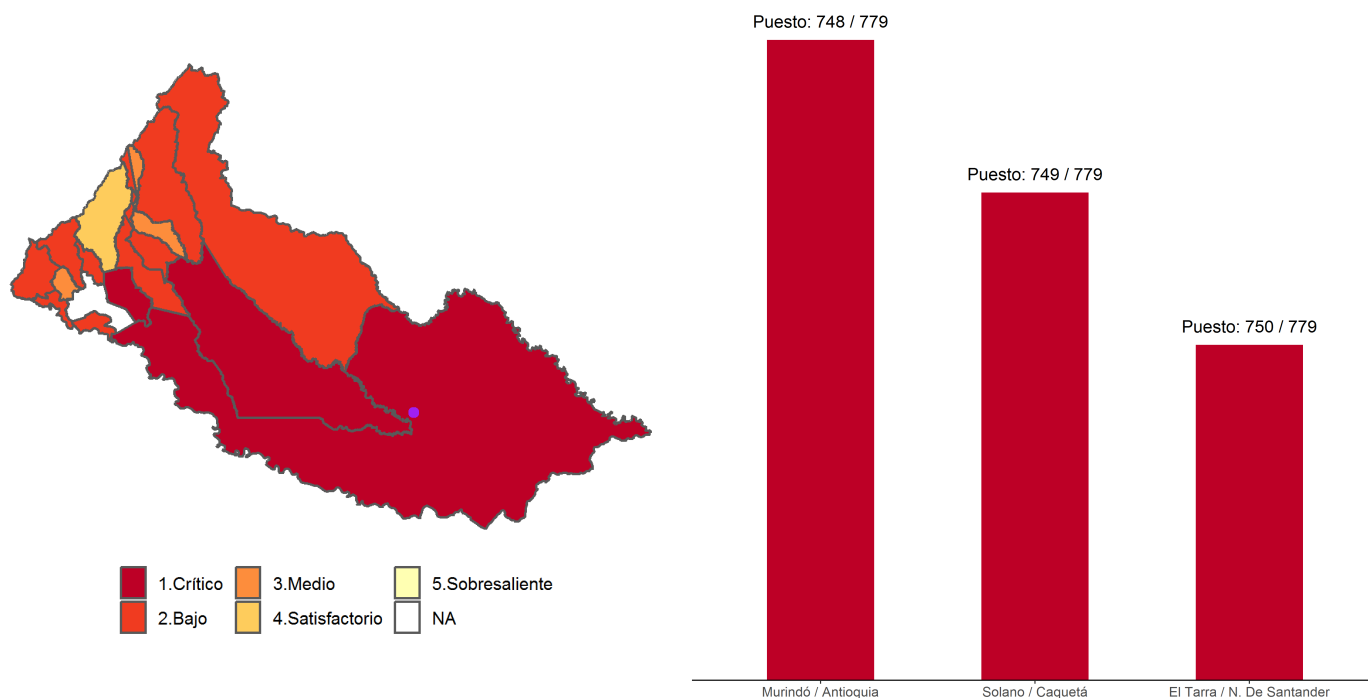 Puesto: 748 / 779
Puesto: 749 / 779
Puesto: 750 / 779
1.Crítico
3.Medio
5.Sobresaliente
2.Bajo
4.Satisfactorio
NA
Murindó / Antioquia
Solano / Caquetá
El Tarra / N. De Santander